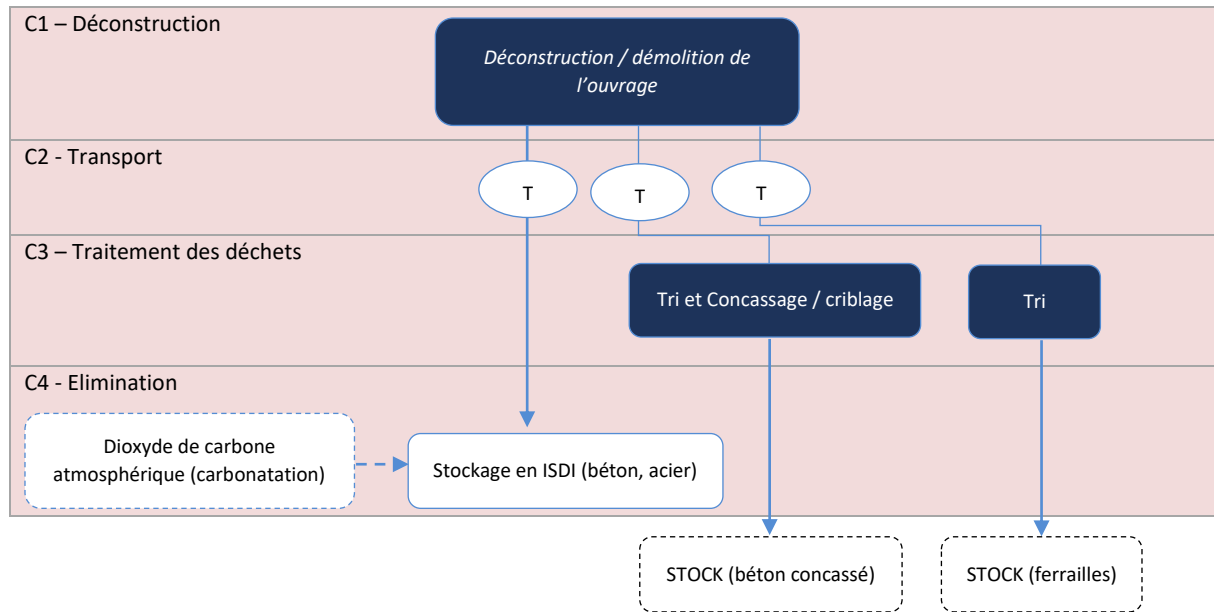 C1 – Déconstruction
Déconstruction / démolition de
l’ouvrage
C2 - Transport
T
T
T
C3 – Traitement des déchets
Tri et Concassage / criblage
Tri
C4 - Elimination
Dioxyde de carbone
atmosphérique (carbonatation)
Stockage en ISDI (béton, acier)
STOCK (béton concassé)
STOCK (ferrailles)